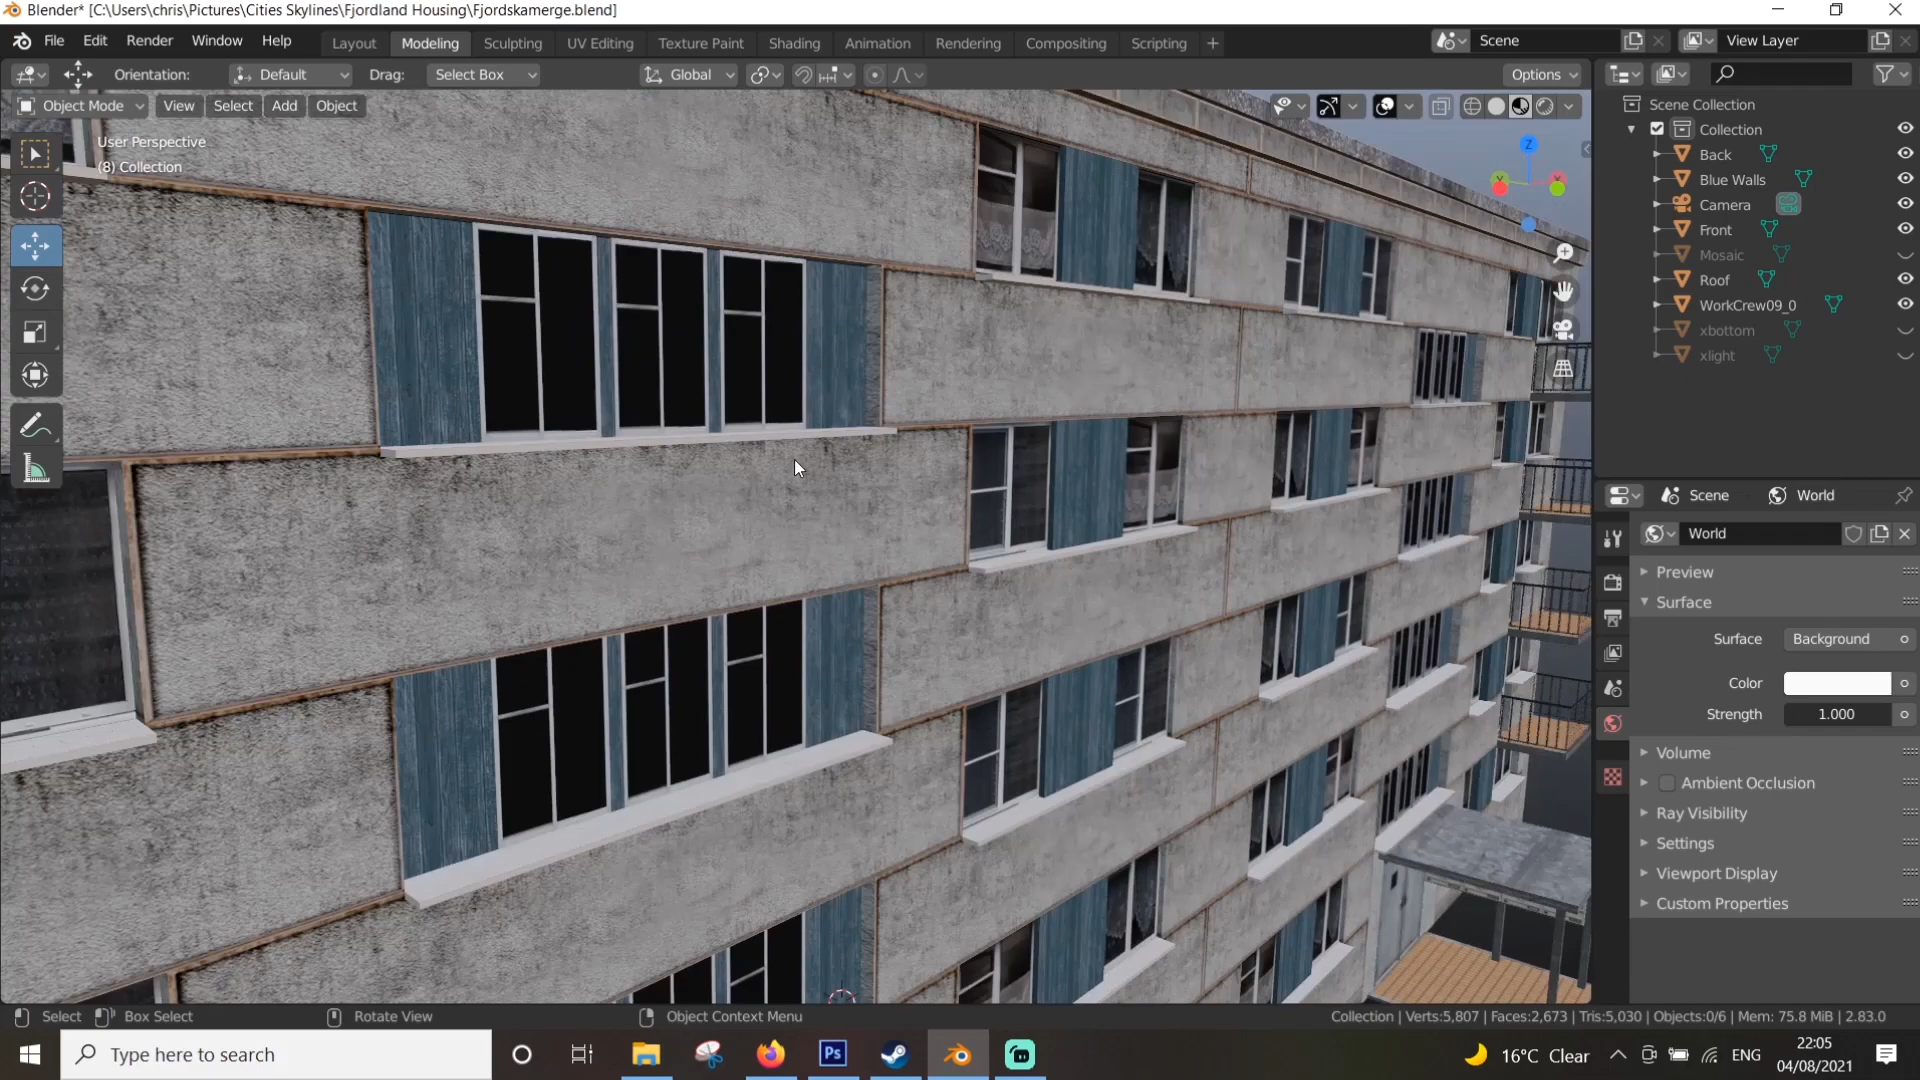 Blender* [C:\Users\chris\Pictures\Cities Skylines\Fjordland Housing\Fjordskamerge.blend]
File Edit Render Window Help Layout Modeling Sculpting UV Editing Texture Paint Shading Animation Rendering Compositing Scripting + Scene View Layer
Orientation: Default Drag: Select Box Global Options
Object Mode View Select Add Object
User Perspective
(8) Collection
Z
Y
Scene Collection
Collection
Back
Blue Walls
Camera
Front
Mosaic
Roof
WorkCrew09_0
xbottom
xlight
Scene World
World
Preview
Surface
Surface Background
Color
Strength 1.000
Volume
Ambient Occlusion
Ray Visibility
Settings
Viewport Display
Custom Properties
Select Box Select Rotate View Object Context Menu Collection | Verts:5,807 | Faces:2,673 | Tris:5,030 | Objects:0/6 | Mem: 75.8 MiB | 2.83.0
Type here to search Ps 16°C Clear ENG 22:05
04/08/2021